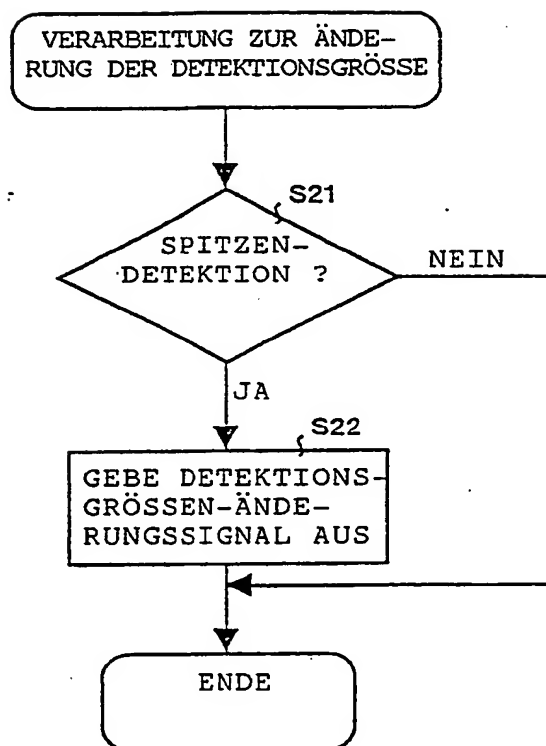 VERARBEITUNG ZUR ÄNDE-
RUNG DER DETEKTIONSGRÖSSE
S21
SPITZEN-
DETEKTION ?
NEIN
JA
S22
GEBE DETEKTIONS-
GRÖSSEN-ÄNDE-
RUNGSSIGNAL AUS
ENDE